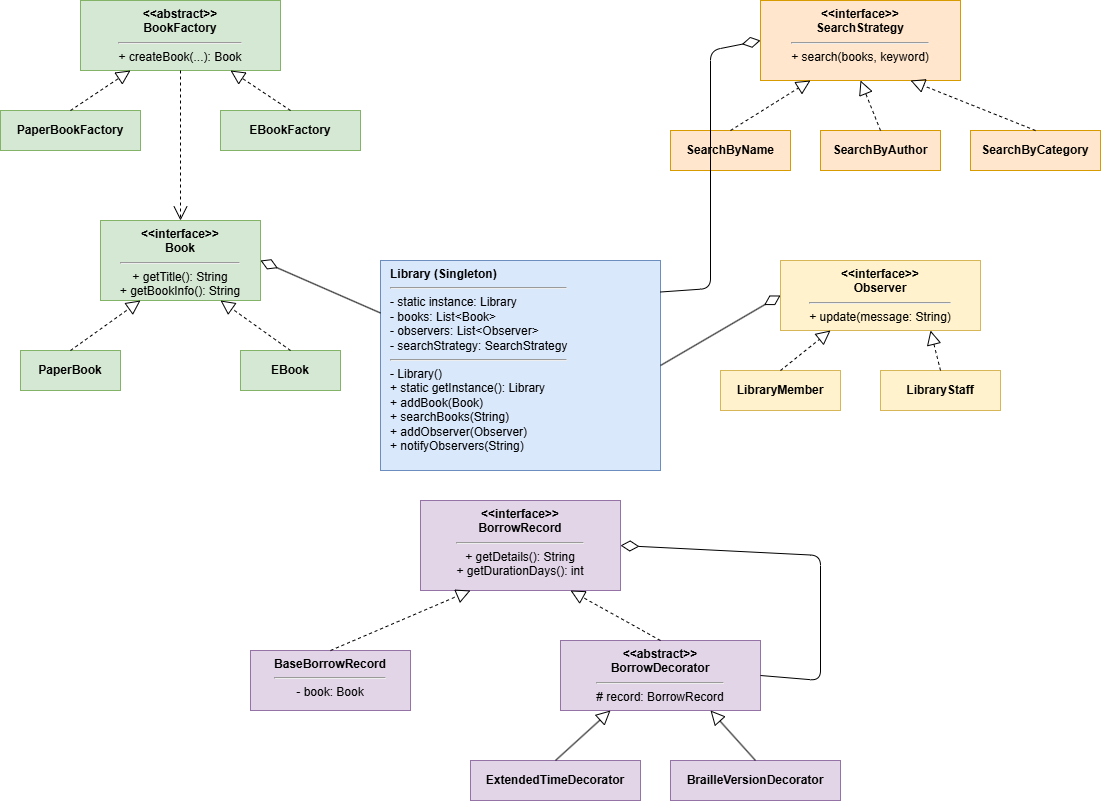 <<abstract>>
BookFactory
+ createBook(...): Book
PaperBookFactory
EBookFactory
<<interface>>
SearchStrategy
+ search(books, keyword)
SearchByName
SearchByAuthor
SearchByCategory
<<interface>>
Book
+ getTitle(): String
+ getBookInfo(): String
PaperBook
EBook
Library (Singleton)
- static instance: Library
- books: List<Book>
- observers: List<Observer>
- searchStrategy: SearchStrategy
- Library()
+ static getInstance(): Library
+ addBook(Book)
+ searchBooks(String)
+ addObserver(Observer)
+ notifyObservers(String)
<<interface>>
Observer
+ update(message: String)
LibraryMember
LibraryStaff
<<interface>>
BorrowRecord
+ getDetails(): String
+ getDurationDays(): int
BaseBorrowRecord
- book: Book
<<abstract>>
BorrowDecorator
# record: BorrowRecord
ExtendedTimeDecorator
BrailleVersionDecorator